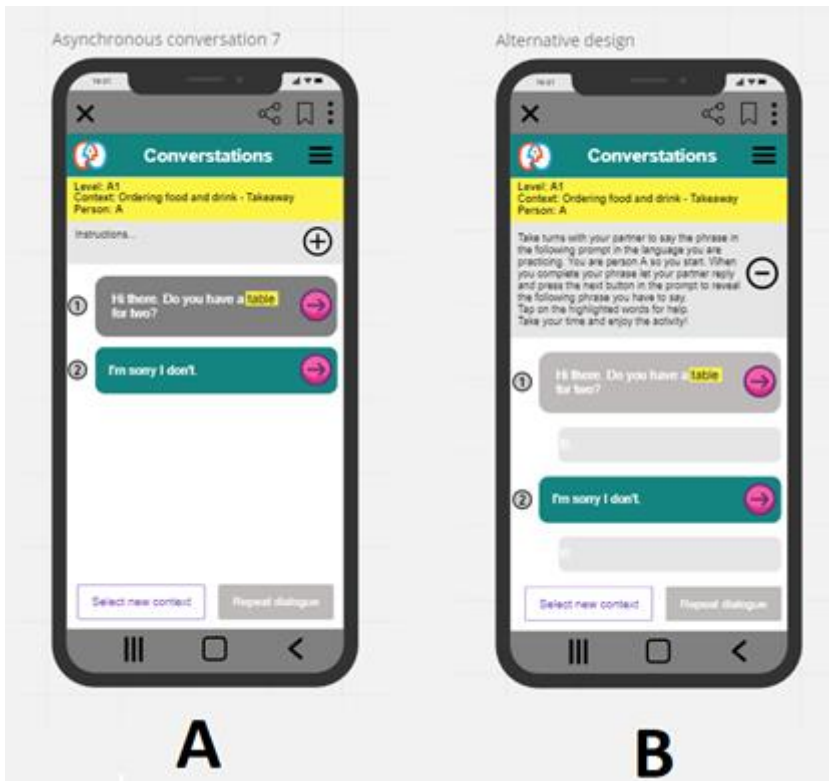 Asynchronous conversation 7
16:01
Converstations
Level: A1
Context: Ordering food and drink - Takeaway
Person: A
Instructions...
1
Hi there. Do you have a table
for two?
2
I'm sorry I don't.
Select new context
Repeat dialogue
A
Alternative design
16:01
Converstations
Level: A1
Context: Ordering food and drink - Takeaway
Person: A
Take turns with your partner to say the phrase in
the following prompt in the language you are
practicing. You are person A so you start. When
you complete your phrase let your partner reply
and press the next button in the prompt to reveal
the following phrase you have to say.
Tap on the highlighted words for help.
Take your time and enjoy the activity!
1
Hi there. Do you have a table
for two?
2
I'm sorry I don't.
Select new context
Repeat dialogue
B